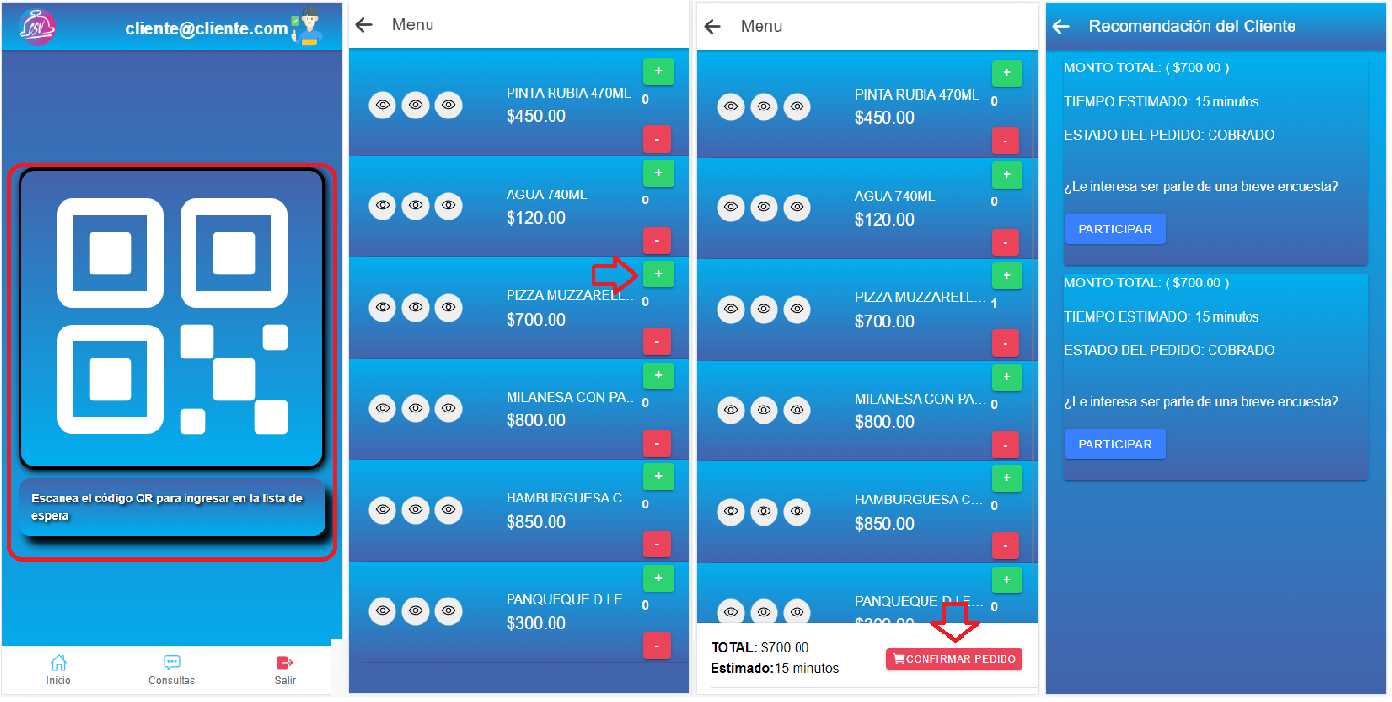 CSV
cliente@cliente.com
Escanea el código QR para ingresar en la lista de
espera
Inicio
Consultas
Salir
Menu
+
PINTA RUBIA 470ML
0
$450.00
-
+
AGUA 740ML
0
$120.00
-
+
PIZZA MUZZARELL...
0
$700.00
-
+
MILANESA CON PA...
0
$800.00
-
+
HAMBURGUESA C
0
$850.00
-
+
PANQUEQUE D LE
0
$300.00
-
Menu
+
PINTA RUBIA 470ML
0
$450.00
-
+
AGUA 740ML
0
$120.00
-
+
PIZZA MUZZARELL...
1
$700.00
-
+
MILANESA CON PA...
0
$800.00
-
+
HAMBURGUESA C...
0
$850.00
-
+
PANQUEQUE D LE...
0
$300.00
TOTAL: $700.00
Estimado: 15 minutos
CONFIRMAR PEDIDO
Recomendación del Cliente
MONTO TOTAL: ( $700.00 )
TIEMPO ESTIMADO: 15 minutos
ESTADO DEL PEDIDO: COBRADO
¿Le interesa ser parte de una breve encuesta?
PARTICIPAR
MONTO TOTAL: ( $700.00 )
TIEMPO ESTIMADO: 15 minutos
ESTADO DEL PEDIDO: COBRADO
¿Le interesa ser parte de una breve encuesta?
PARTICIPAR